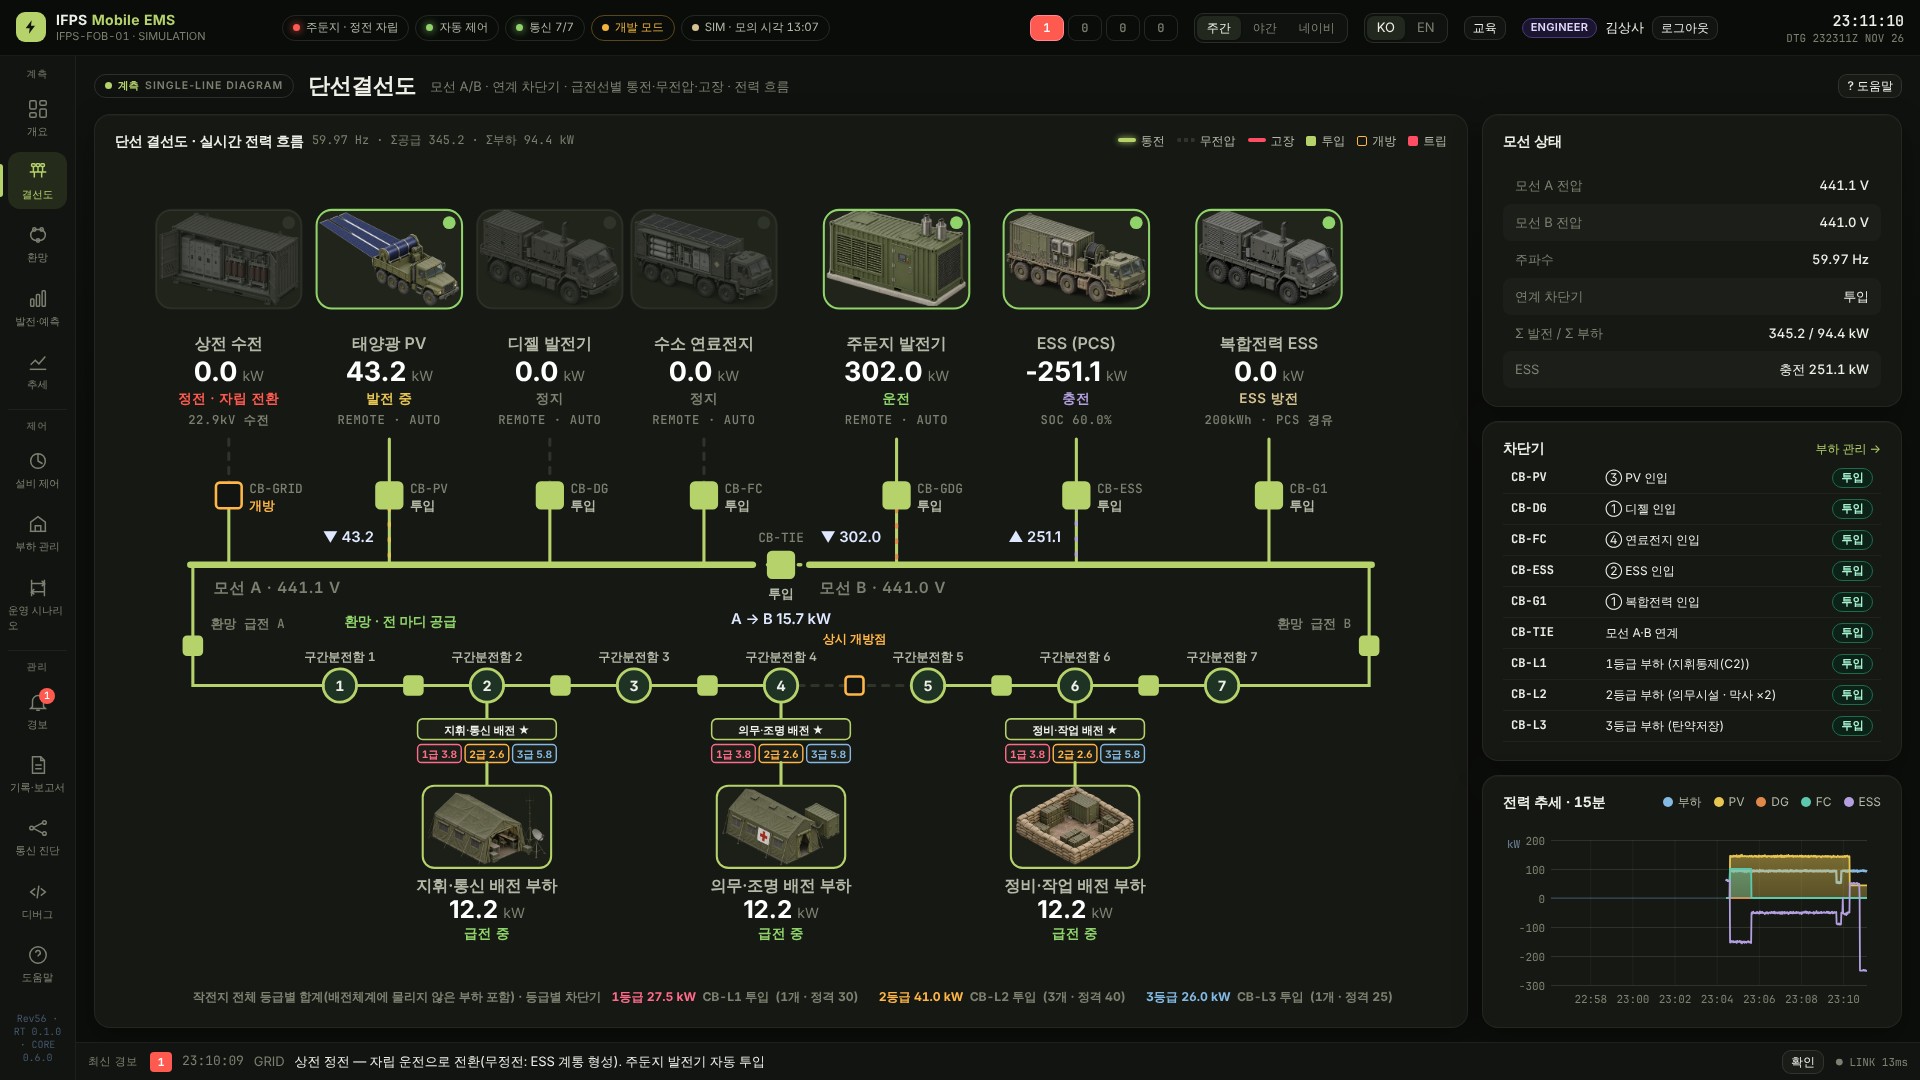 IFPS Mobile EMS
IFPS-FOB-01 · SIMULATION
주둔지 · 정전 자립
자동 제어
통신 7/7
개발 모드
SIM · 모의 시각 13:07
1
0
0
0
주간 야간 네이비
KO EN
교육
ENGINEER 김상사 로그아웃
23:11:10
DTG 232311Z NOV 26
계측
개요
결선도
환망
발전·예측
추세
제어
설비 제어
부하 관리
운영 시나리오
관리
1
경보
기록·보고서
통신 진단
디버그
도움말
Rev56 ·
RT 0.1.0
· CORE
0.6.0
계측 SINGLE-LINE DIAGRAM
단선결선도
모선 A/B · 연계 차단기 · 급전선별 통전·무전압·고장 · 전력 흐름
? 도움말
단선 결선도 · 실시간 전력 흐름 59.97 Hz · Σ공급 345.2 · Σ부하 94.4 kW
통전 무전압 고장 투입 개방 트립
상전 수전
0.0 kW
정전 · 자립 전환
22.9kV 수전
태양광 PV
43.2 kW
발전 중
REMOTE · AUTO
디젤 발전기
0.0 kW
정지
REMOTE · AUTO
수소 연료전지
0.0 kW
정지
REMOTE · AUTO
주둔지 발전기
302.0 kW
운전
REMOTE · AUTO
ESS (PCS)
-251.1 kW
충전
SOC 60.0%
복합전력 ESS
0.0 kW
ESS 방전
200kWh · PCS 경유
CB-GRID
개방
CB-PV
투입
CB-DG
투입
CB-FC
투입
CB-GDG
투입
CB-ESS
투입
CB-G1
투입
▼ 43.2
CB-TIE
▼ 302.0
▲ 251.1
모선 A · 441.1 V
투입
모선 B · 441.0 V
환망 급전 A
환망 · 전 마디 공급
A → B 15.7 kW
상시 개방점
환망 급전 B
구간분전함 1
구간분전함 2
구간분전함 3
구간분전함 4
구간분전함 5
구간분전함 6
구간분전함 7
1
2
3
4
5
6
7
지휘·통신 배전 ★
1급 3.8 2급 2.6 3급 5.8
의무·조명 배전 ★
1급 3.8 2급 2.6 3급 5.8
정비·작업 배전 ★
1급 3.8 2급 2.6 3급 5.8
지휘·통신 배전 부하
12.2 kW
급전 중
의무·조명 배전 부하
12.2 kW
급전 중
정비·작업 배전 부하
12.2 kW
급전 중
작전지 전체 등급별 합계(배전체계에 물리지 않은 부하 포함) · 등급별 차단기 1등급 27.5 kW CB-L1 투입 (1개 · 정격 30) 2등급 41.0 kW CB-L2 투입 (3개 · 정격 40) 3등급 26.0 kW CB-L3 투입 (1개 · 정격 25)
모선 상태
모선 A 전압 441.1 V
모선 B 전압 441.0 V
주파수 59.97 Hz
연계 차단기 투입
Σ 발전 / Σ 부하 345.2 / 94.4 kW
ESS 충전 251.1 kW
차단기 부하 관리 →
CB-PV ③ PV 인입 투입
CB-DG ① 디젤 인입 투입
CB-FC ④ 연료전지 인입 투입
CB-ESS ② ESS 인입 투입
CB-G1 ① 복합전력 인입 투입
CB-TIE 모선 A·B 연계 투입
CB-L1 1등급 부하 (지휘통제(C2)) 투입
CB-L2 2등급 부하 (의무시설 · 막사 ×2) 투입
CB-L3 3등급 부하 (탄약저장) 투입
전력 추세 · 15분 부하 PV DG FC ESS
kW 200
100
0
-100
-200
-300
22:58 23:00 23:02 23:04 23:06 23:08 23:10
최신 경보 1 23:10:09 GRID 상전 정전 — 자립 운전으로 전환(무정전: ESS 계통 형성). 주둔지 발전기 자동 투입
확인 LINK 13ms